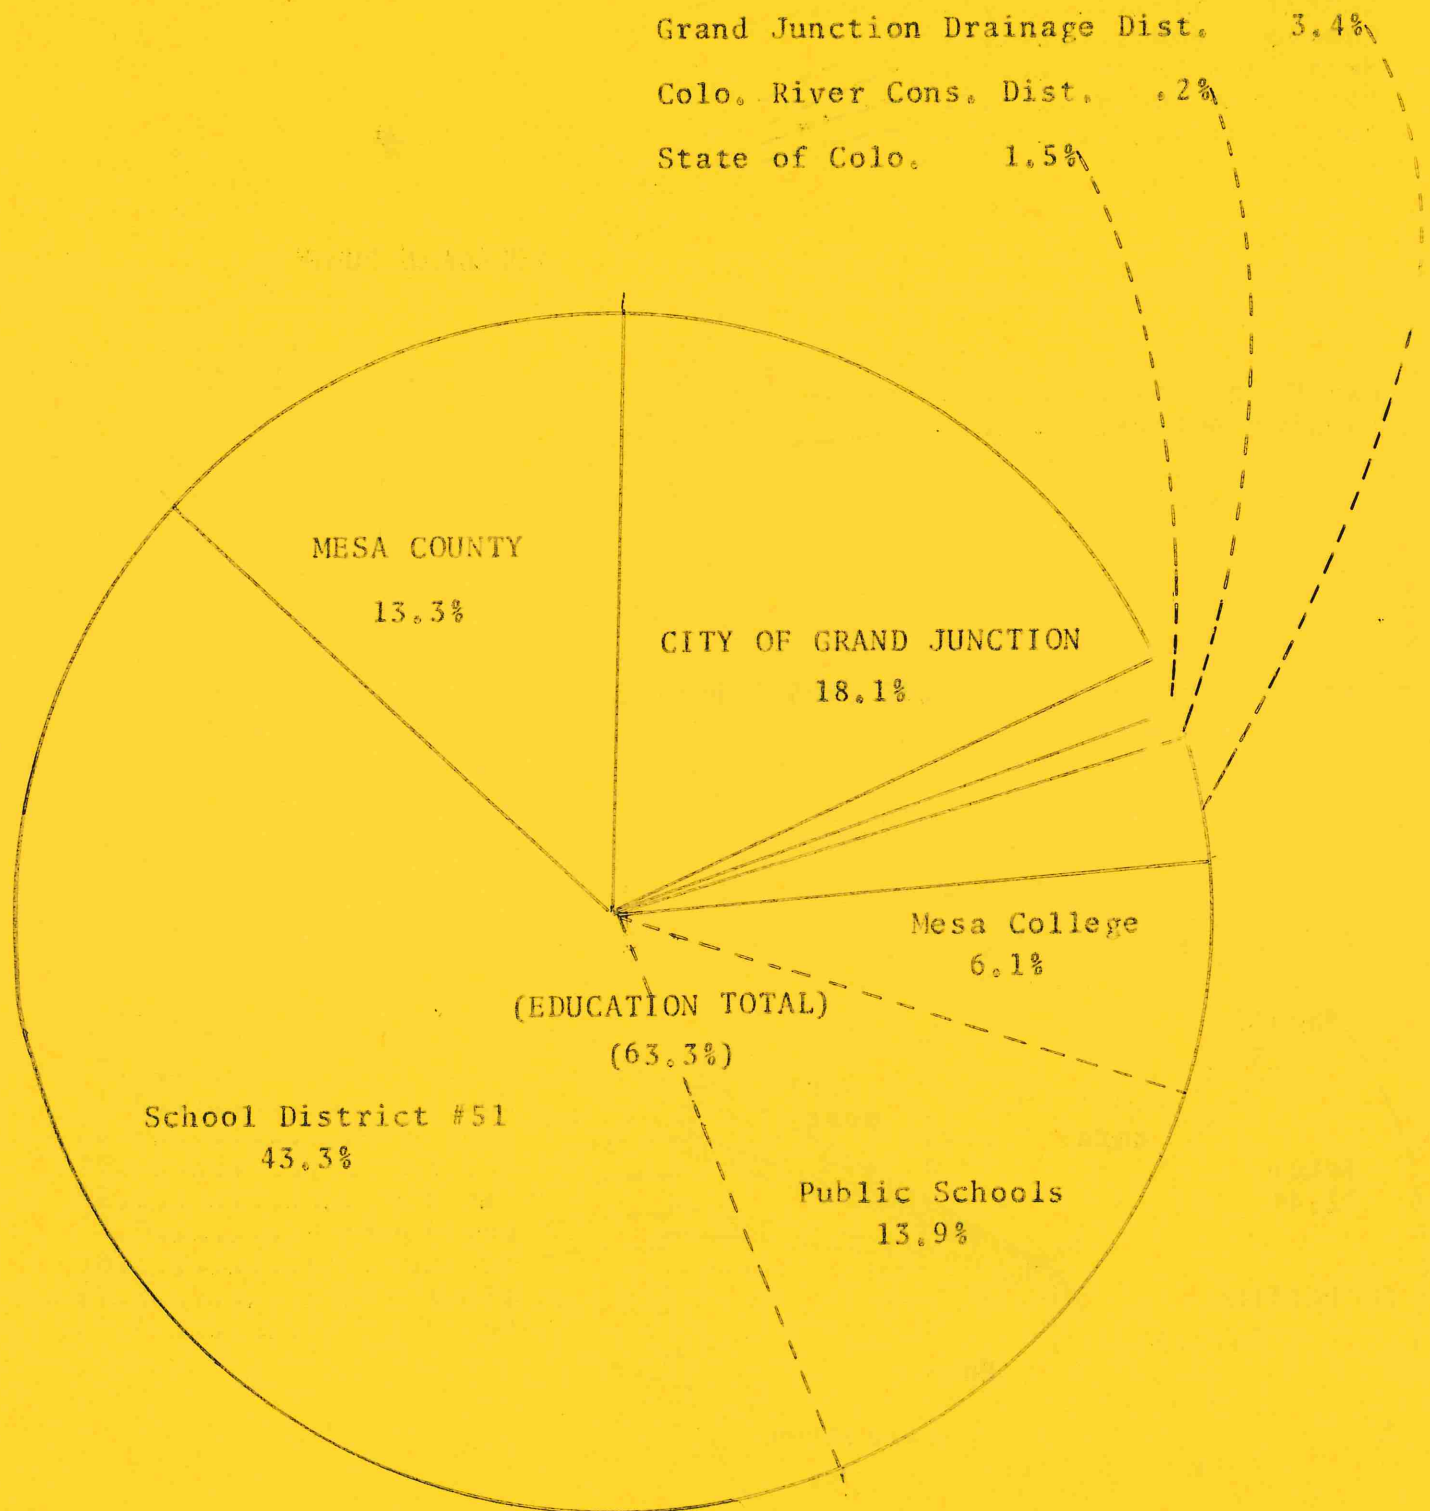 Grand Junction Drainage Dist. 3.4%
Colo. River Cons. Dist. .2%
State of Colo. 1.5%
MESA COUNTY
13.3%
CITY OF GRAND JUNCTION
18.1%
Mesa College
6.1%
(EDUCATION TOTAL)
(63.3%)
School District #51
43.3%
Public Schools
13.9%